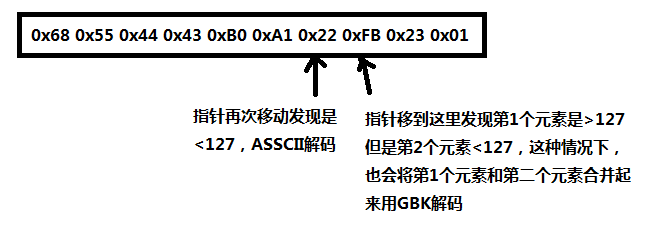 0x68 0x55 0x44 0x43 0xB0 0xA1 0x22 0xFB 0x23 0x01
指针再次移动发现是
<127，ASSCII解码
指针移到这里发现第1个元素是>127
但是第2个元素<127，这种情况下，
也会将第1个元素和第二个元素合并起
来用GBK解码